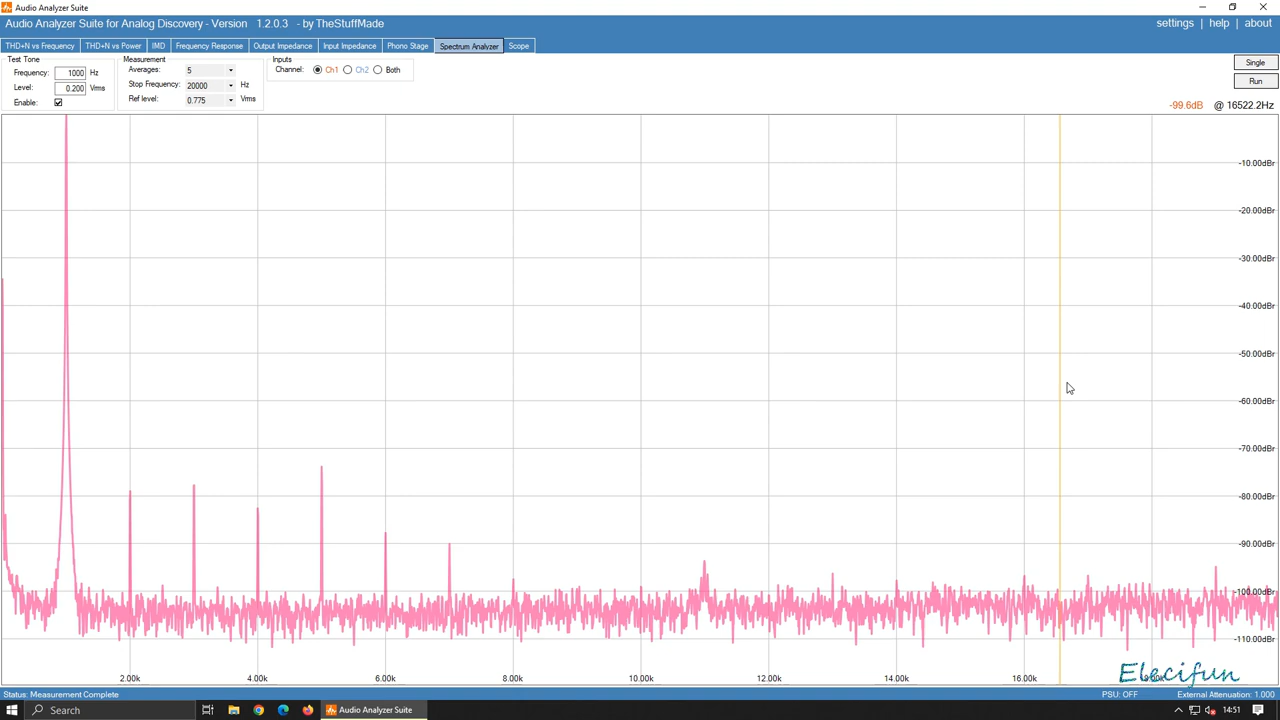 Audio Analyzer Suite
Audio Analyzer Suite for Analog Discovery - Version 1.2.0.3 - by TheStuffMade
settings | help | about
THD+N vs Frequency THD+N vs Power IMD Frequency Response Output Impedance Input Impedance Phono Stage Spectrum Analyzer Scope
Test Tone Measurement Inputs
Frequency: 1000 Hz Averages: 5 Channel: Ch1 Ch2 Both Single
Level: 0.200 Vrms Stop Frequency: 20000 Hz Run
Enable: Ref level: 0.775 Vrms
-99.6dB @ 16522.2Hz
-10.00dBr
-20.00dBr
-30.00dBr
-40.00dBr
-50.00dBr
-60.00dBr
-70.00dBr
-80.00dBr
-90.00dBr
-100.00dBr
-110.00dBr
2.00k 4.00k 6.00k 8.00k 10.00k 12.00k 14.00k 16.00k
Elecifun
Status: Measurement Complete PSU: OFF External Attenuation: 1.000
Search Audio Analyzer Suite 14:51